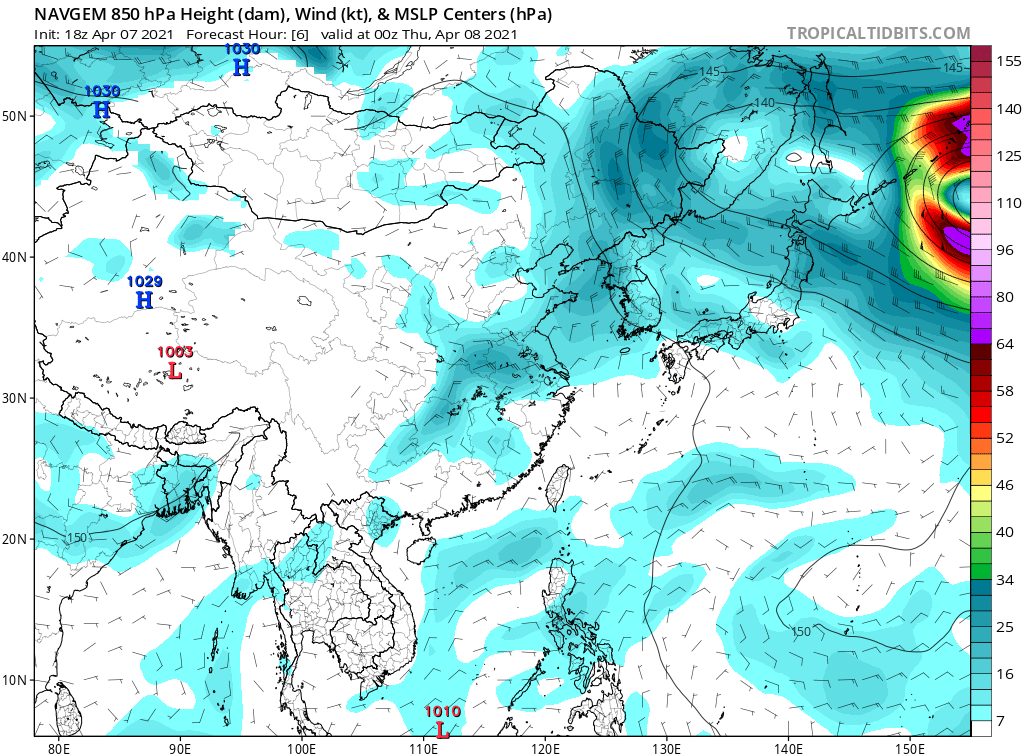 NAVGEM 850 hPa Height (dam), Wind (kt), & MSLP Centers (hPa)
Init: 18z Apr 07 2021 Forecast Hour: [6] valid at 00z Thu, Apr 08 2021
TROPICALTIDBITS.COM
1030
H
1030
H
145
145
140
155
140
125
110
96
80
64
58
52
46
40
34
25
16
7
50N
40N
30N
20N
10N
1029
H
1003
L
150
150
1010
L
80E
90E
100E
110E
120E
130E
140E
150E